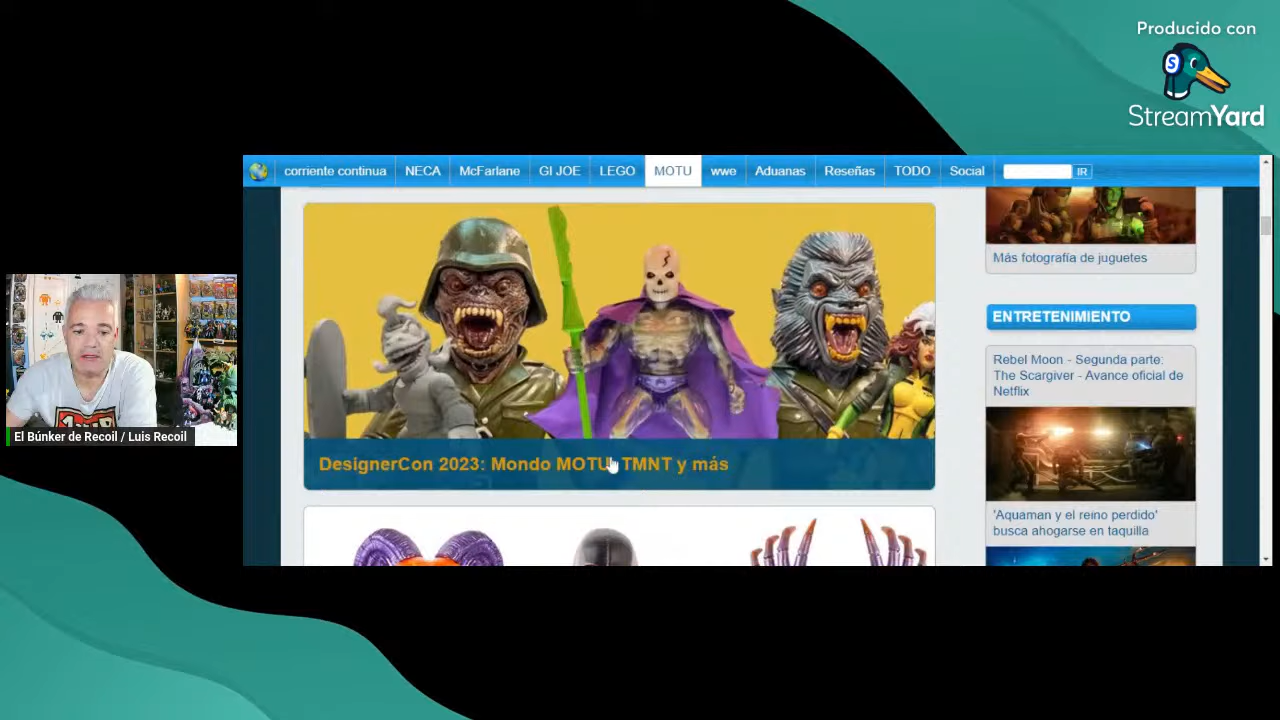 Producido con
StreamYard
corriente continua NECA McFarlane GI JOE LEGO MOTU wwe Aduanas Reseñas TODO Social IR
Más fotografía de juguetes
ENTRETENIMIENTO
Rebel Moon - Segunda parte:
The Scargiver - Avance oficial de
Netflix
DesignerCon 2023: Mondo MOTU, TMNT y más
'Aquaman y el reino perdido'
busca ahogarse en taquilla
El Búnker de Recoil / Luis Recoil